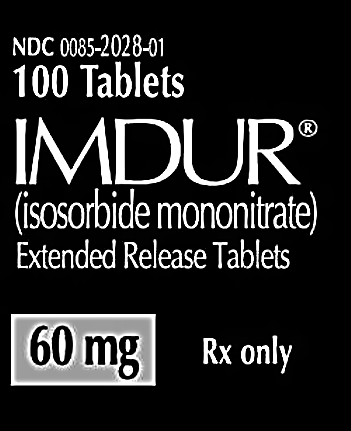 NDC 0085-2028-01
100 Tablets
IMDUR®
(isosorbide mononitrate)
Extended Release Tablets
60 mg
Rx only